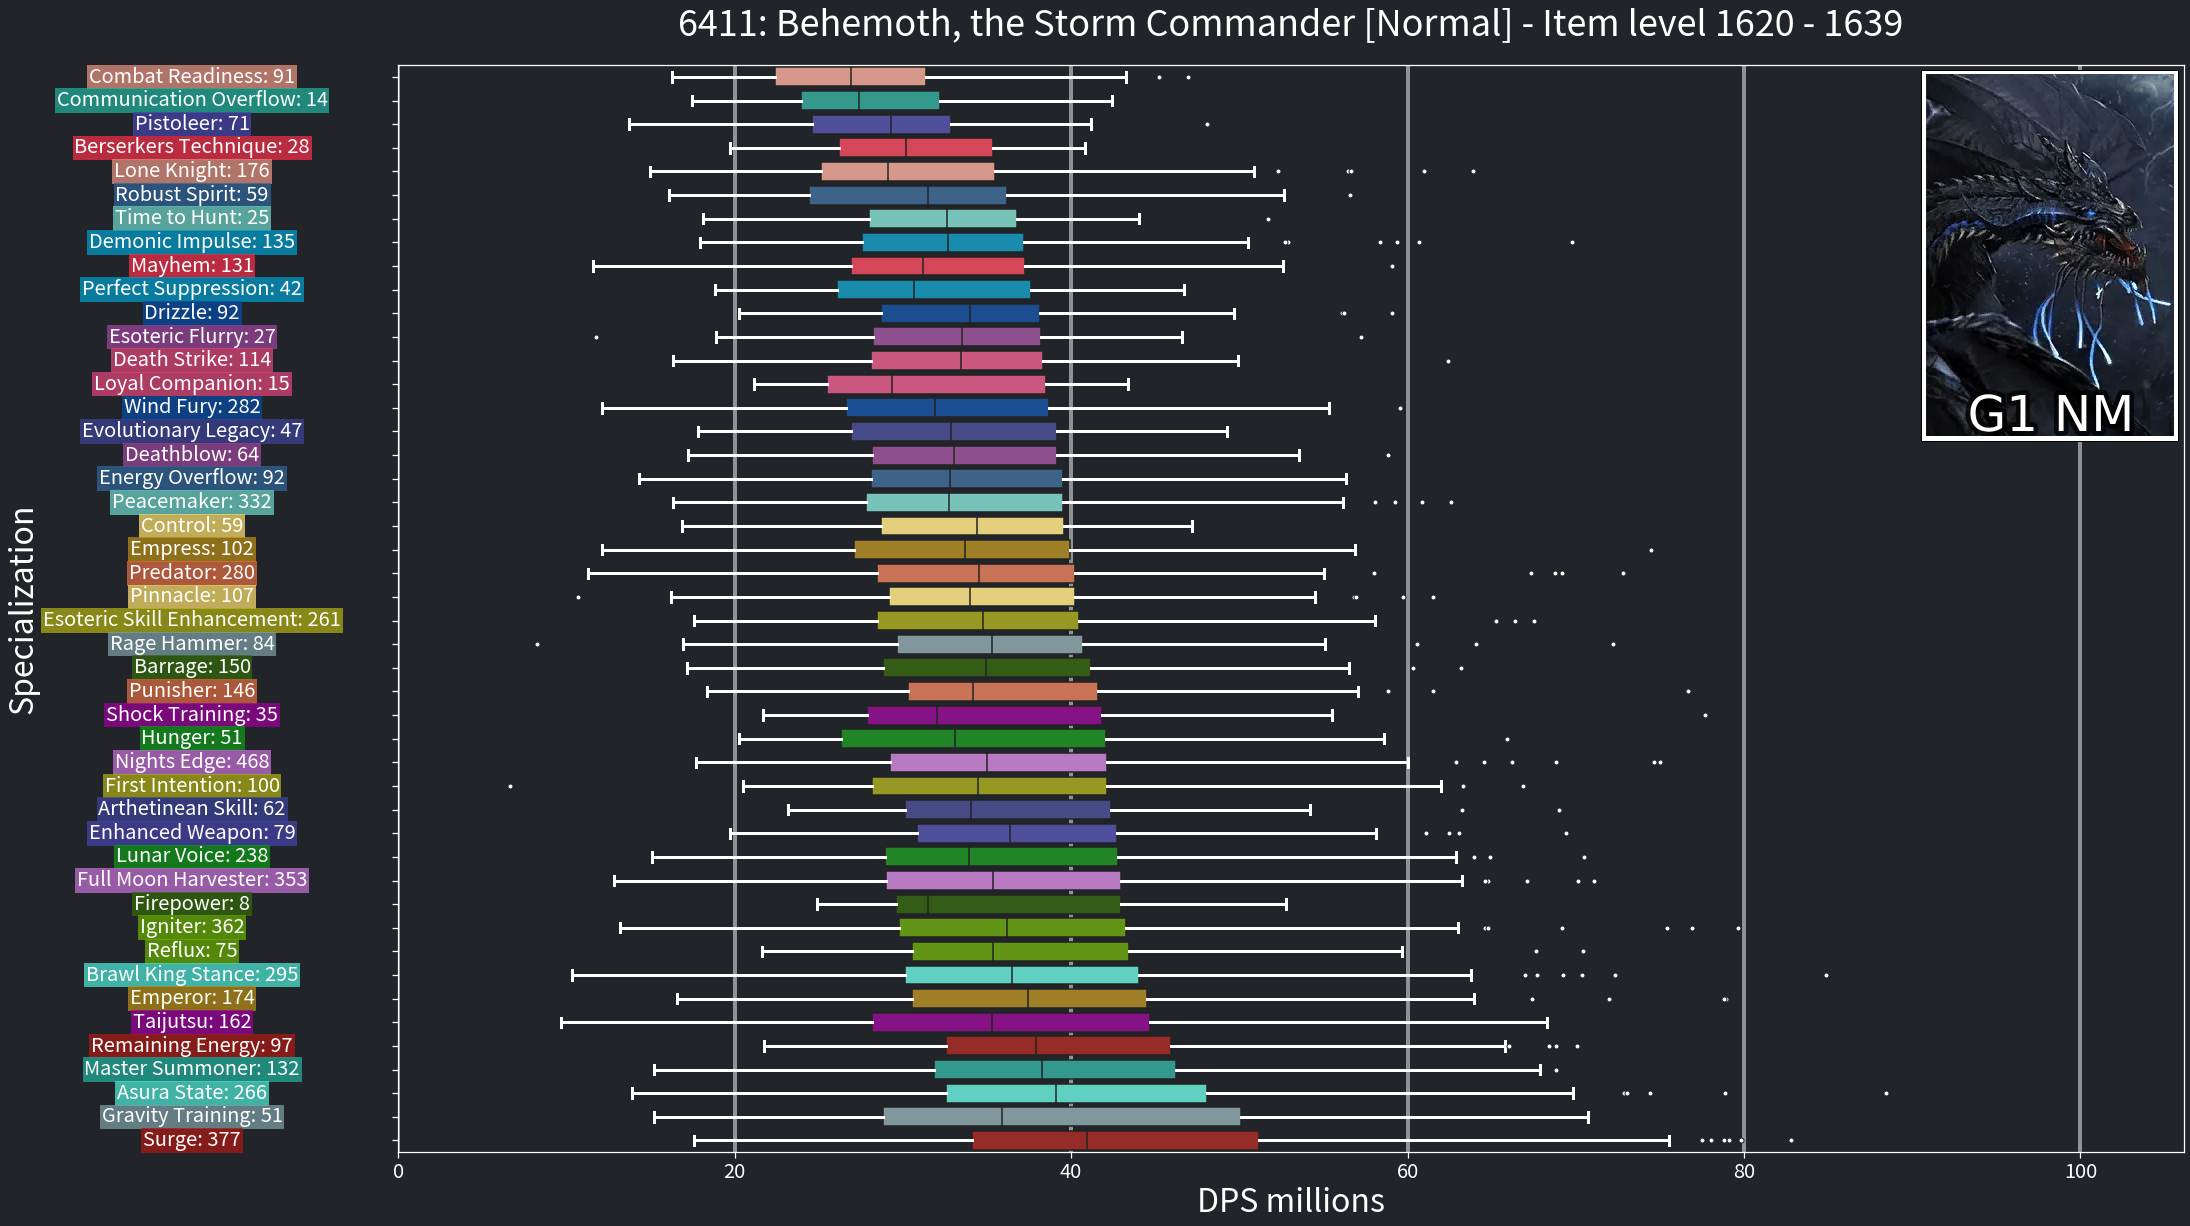 6411: Behemoth, the Storm Commander [Normal] - Item level 1620 - 1639
Combat Readiness: 91
Communication Overflow: 14
Pistoleer: 71
Berserkers Technique: 28
Lone Knight: 176
Robust Spirit: 59
Time to Hunt: 25
Demonic Impulse: 135
Mayhem: 131
Perfect Suppression: 42
Drizzle: 92
Esoteric Flurry: 27
Death Strike: 114
Loyal Companion: 15
Wind Fury: 282
Evolutionary Legacy: 47
Deathblow: 64
Energy Overflow: 92
Peacemaker: 332
Control: 59
Empress: 102
Predator: 280
Pinnacle: 107
Esoteric Skill Enhancement: 261
Rage Hammer: 84
Barrage: 150
Punisher: 146
Shock Training: 35
Hunger: 51
Nights Edge: 468
First Intention: 100
Arthetinean Skill: 62
Enhanced Weapon: 79
Lunar Voice: 238
Full Moon Harvester: 353
Firepower: 8
Igniter: 362
Reflux: 75
Brawl King Stance: 295
Emperor: 174
Taijutsu: 162
Remaining Energy: 97
Master Summoner: 132
Asura State: 266
Gravity Training: 51
Surge: 377
Specialization
G1 NM
0 20 40 60 80 100
DPS millions